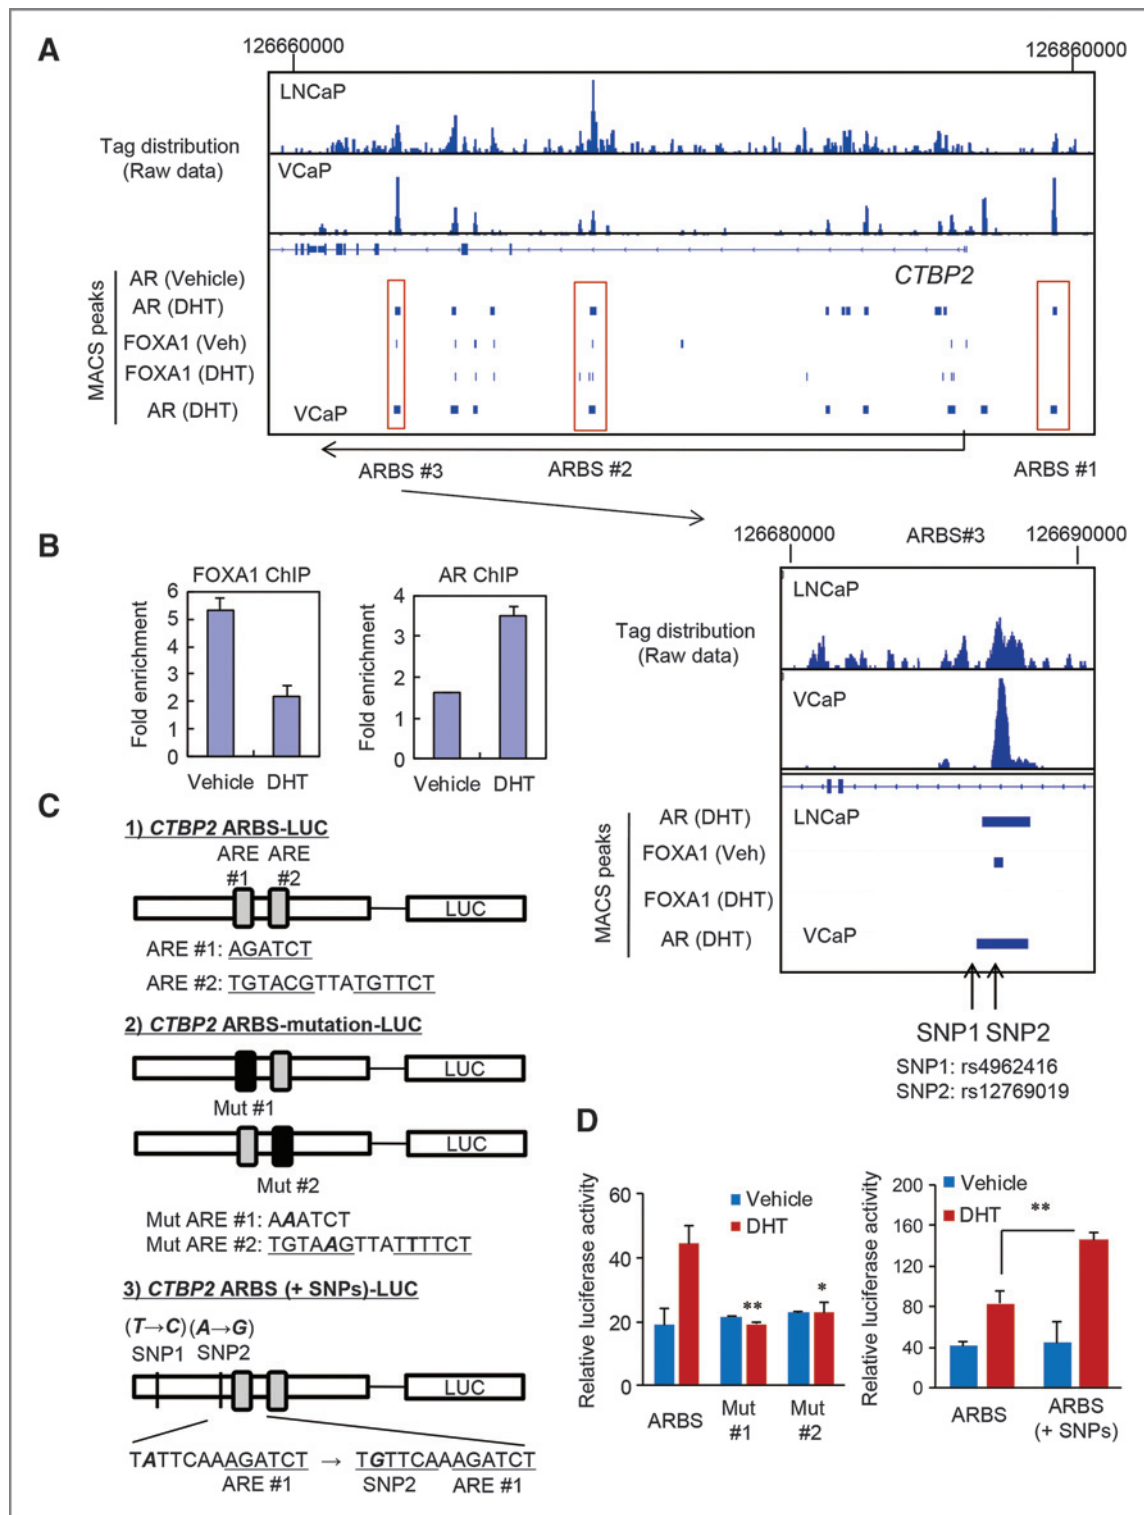 A
126660000 126860000
LNCaP
Tag distribution
(Raw data)
VCaP
CTBP2
MACS peaks
AR (Vehicle)
AR (DHT)
FOXA1 (Veh)
FOXA1 (DHT)
AR (DHT) VCaP
ARBS #3 ARBS #2 ARBS #1
126680000 ARBS#3 126690000
LNCaP
Tag distribution
(Raw data)
VCaP
MACS peaks
AR (DHT) LNCaP
FOXA1 (Veh)
FOXA1 (DHT)
AR (DHT) VCaP
SNP1 SNP2
SNP1: rs4962416
SNP2: rs12769019
B
FOXA1 ChIP
Fold enrichment
6
5
4
3
2
1
0
Vehicle DHT
AR ChIP
Fold enrichment
4
3
2
1
0
Vehicle DHT
C
1) CTBP2 ARBS-LUC
ARE ARE
#1 #2
LUC
ARE #1: AGATCT
ARE #2: TGTACGTTATGTTCT
2) CTBP2 ARBS-mutation-LUC
LUC
Mut #1
LUC
Mut #2
Mut ARE #1: AAATCT
Mut ARE #2: TGTAAGTTATTTTCT
3) CTBP2 ARBS (+ SNPs)-LUC
(T→C) (A→G)
SNP1 SNP2
LUC
TATTCAAAGATCT → TGTTCAAAGATCT
ARE #1 SNP2 ARE #1
D
Relative luciferase activity
60
40
20
0
Vehicle
DHT
** *
ARBS Mut #1 Mut #2
Relative luciferase activity
200
160
120
80
40
0
Vehicle
DHT
**
ARBS ARBS
(+ SNPs)